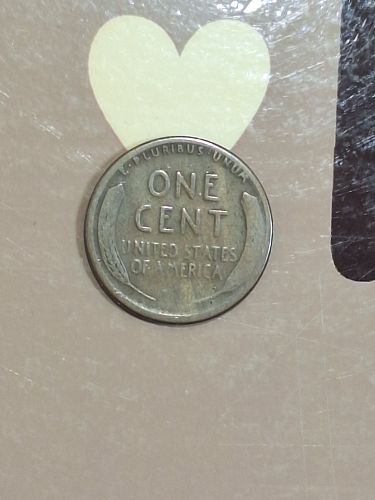 E·PLURIBUS·UNUM
ONE
CENT
UNITED STATES
OF AMERICA